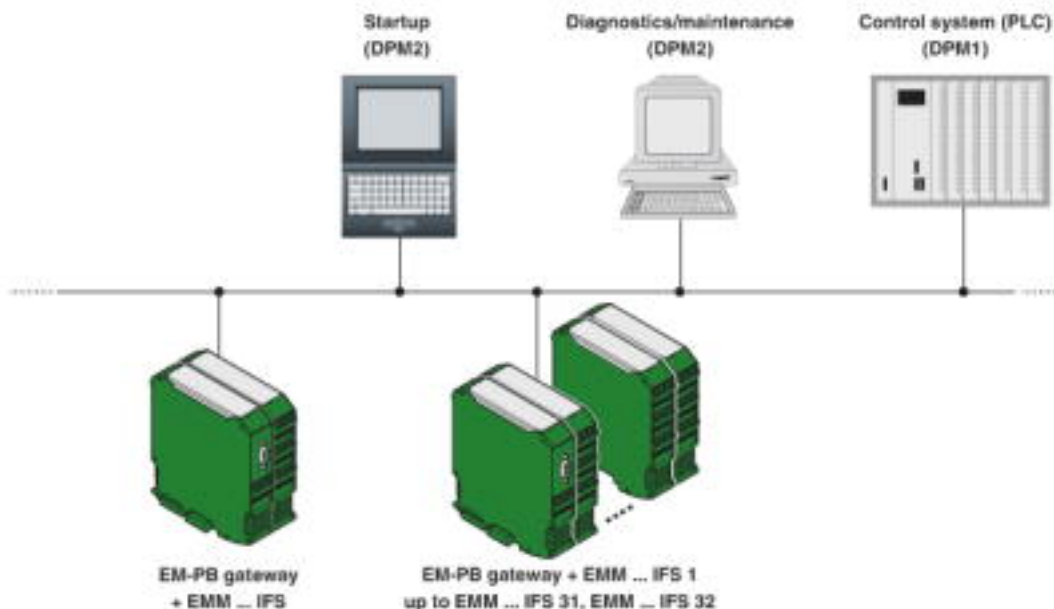 Startup
(DPM2)
Diagnostics/maintenance
(DPM2)
Control system (PLC)
(DPM1)
EM-PB gateway
+ EMM ... IFS
EM-PB gateway + EMM ... IFS 1
up to EMM ... IFS 31, EMM ... IFS 32